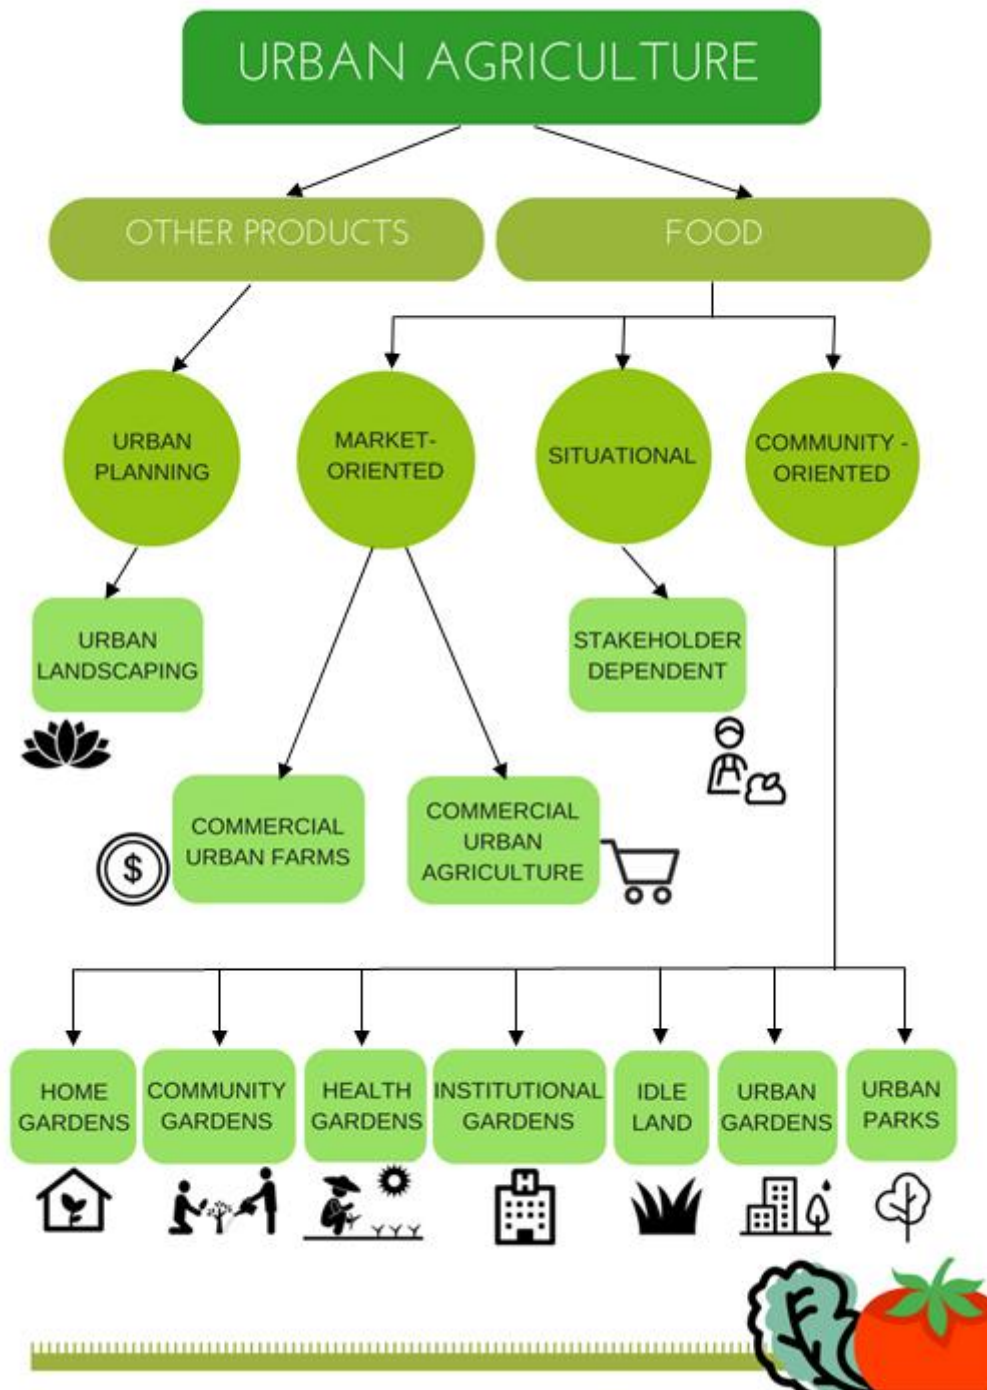 URBAN AGRICULTURE
OTHER PRODUCTS
FOOD
URBAN
PLANNING
MARKET-
ORIENTED
SITUATIONAL
COMMUNITY -
ORIENTED
URBAN
LANDSCAPING
STAKEHOLDER
DEPENDENT
COMMERCIAL
URBAN FARMS
$
COMMERCIAL
URBAN
AGRICULTURE
HOME
GARDENS
COMMUNITY
GARDENS
HEALTH
GARDENS
INSTITUTIONAL
GARDENS
IDLE
LAND
URBAN
GARDENS
URBAN
PARKS
H